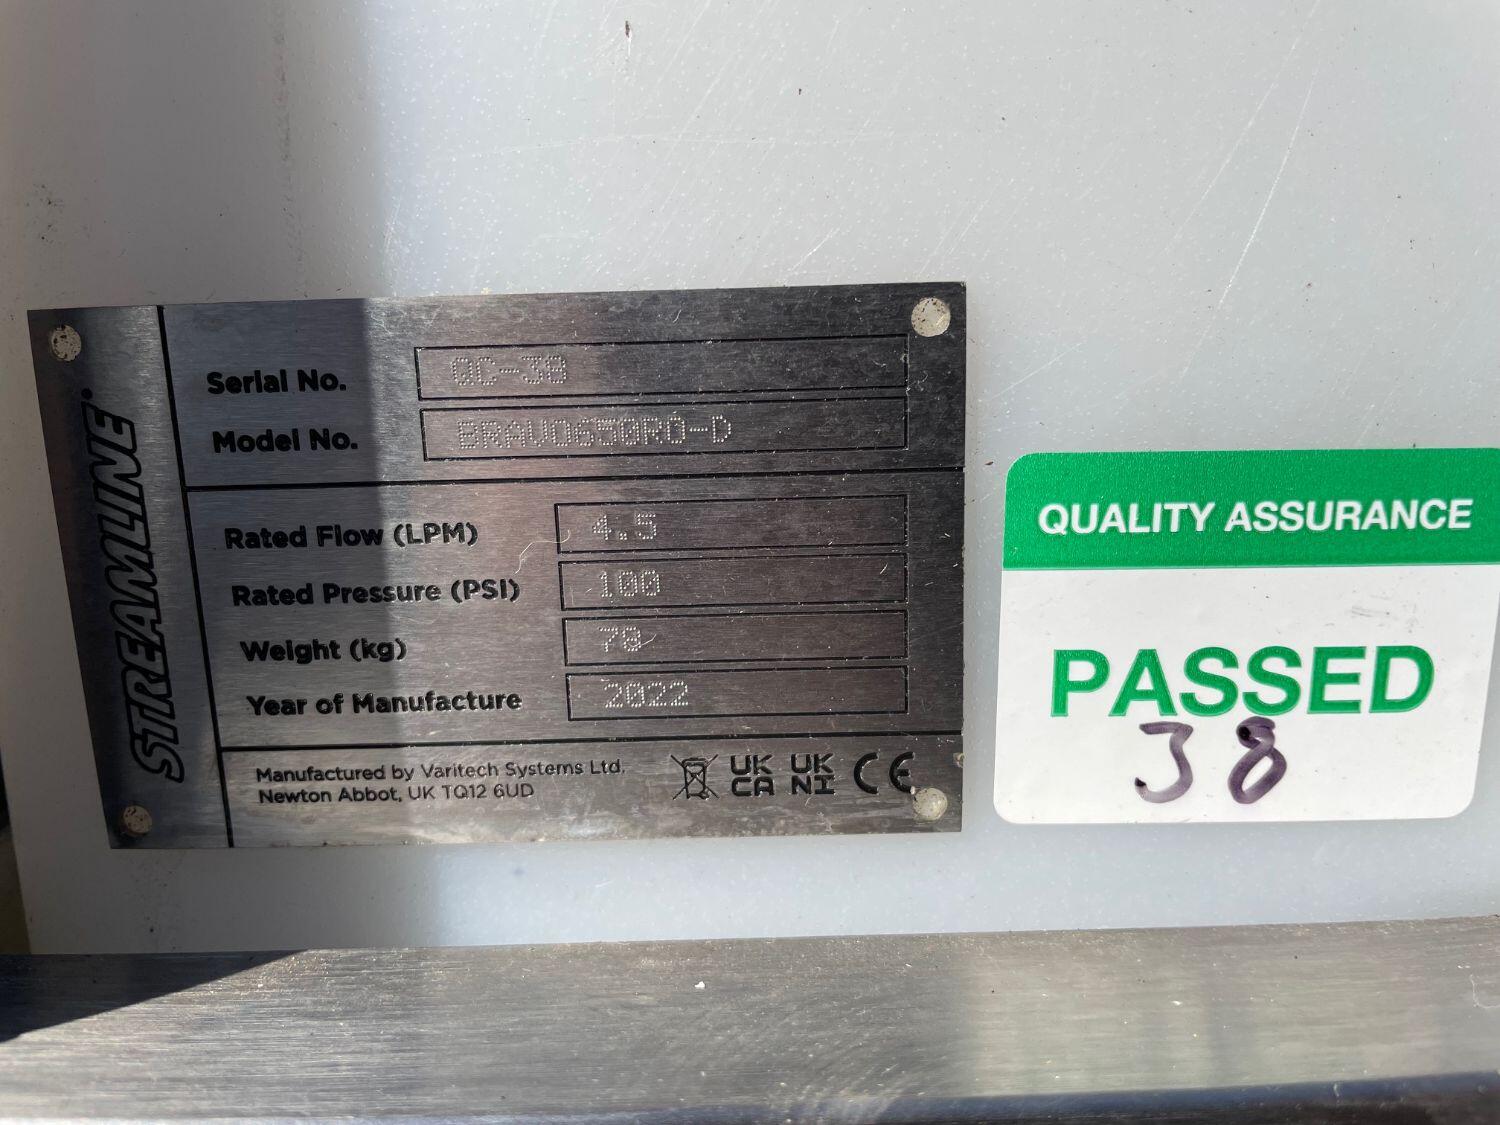 STREAMLINE®
Serial No. QC-38
Model No. BRAVO650RO-D
Rated Flow (LPM) 4.5
Rated Pressure (PSI) 100
Weight (kg) 78
Year of Manufacture 2022
Manufactured by Varitech Systems Ltd.
Newton Abbot, UK TQ12 6UD
UK UK CE
CA NI
QUALITY ASSURANCE
PASSED
38